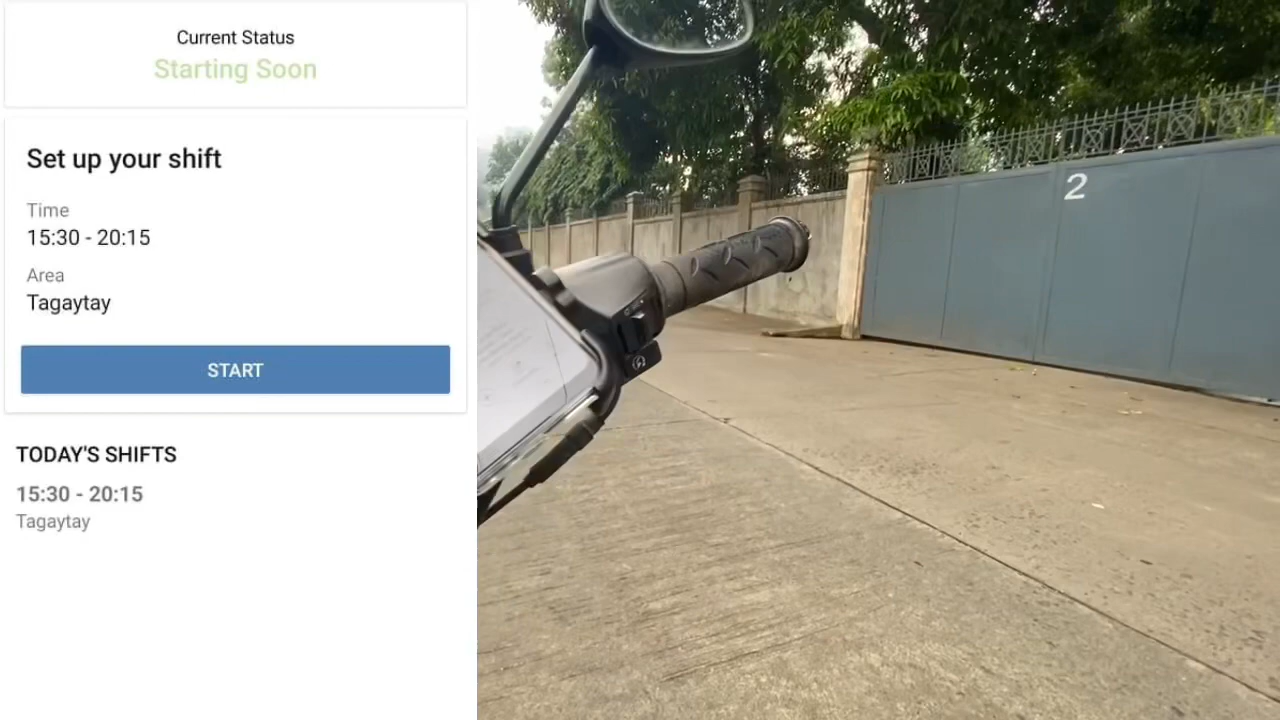 Current Status
Starting Soon
Set up your shift
Time
15:30 - 20:15
Area
Tagaytay
START
TODAY'S SHIFTS
15:30 - 20:15
Tagaytay
2